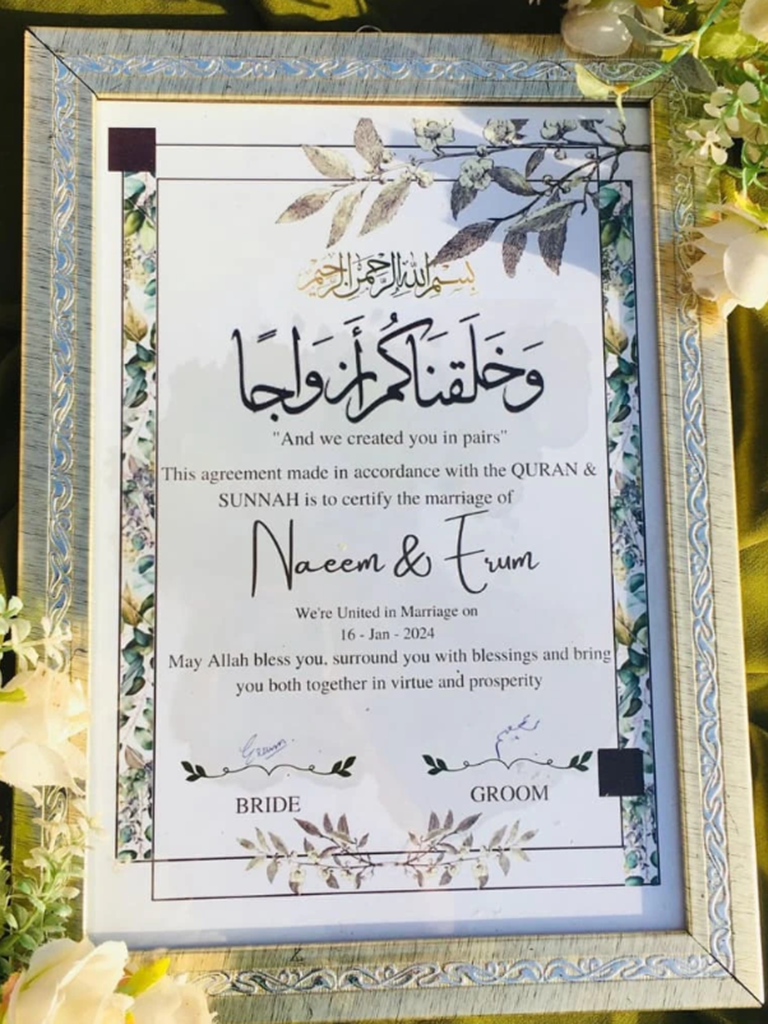 بسم الله الرحمن الرحيم
وَخَلَقنَاكُم أَزوَاجًا
"And we created you in pairs"
This agreement made in accordance with the QURAN &
SUNNAH is to certify the marriage of
Naeem & Erum
We're United in Marriage on
16 - Jan - 2024
May Allah bless you, surround you with blessings and bring
you both together in virtue and prosperity
Erum
نعیم
BRIDE
GROOM